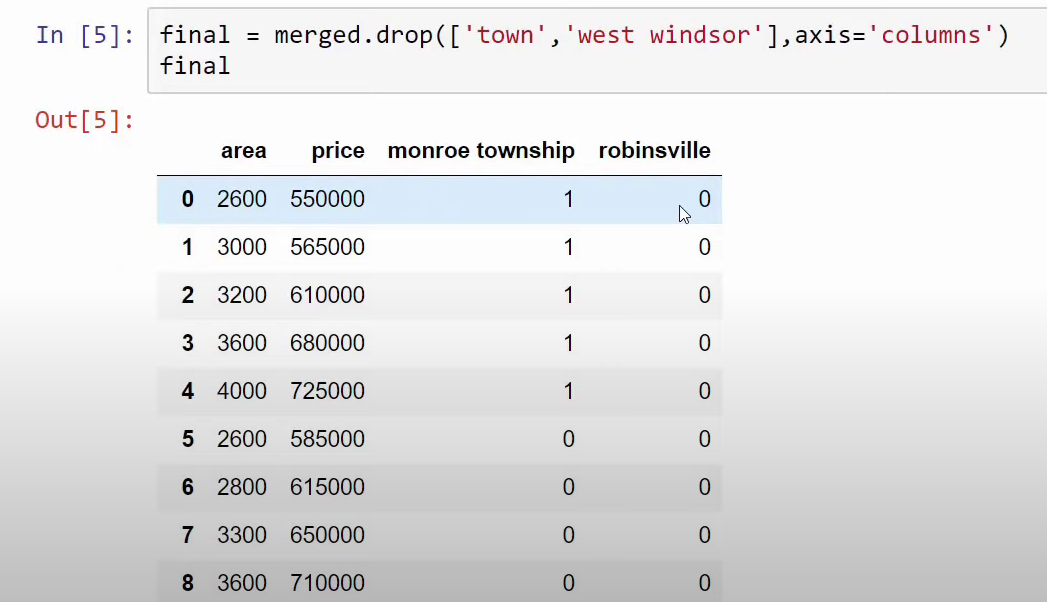 In [5]: final = merged.drop(['town','west windsor'],axis='columns')
final
Out[5]:
area price monroe township robinsville
0 2600 550000 1 0
1 3000 565000 1 0
2 3200 610000 1 0
3 3600 680000 1 0
4 4000 725000 1 0
5 2600 585000 0 0
6 2800 615000 0 0
7 3300 650000 0 0
8 3600 710000 0 0